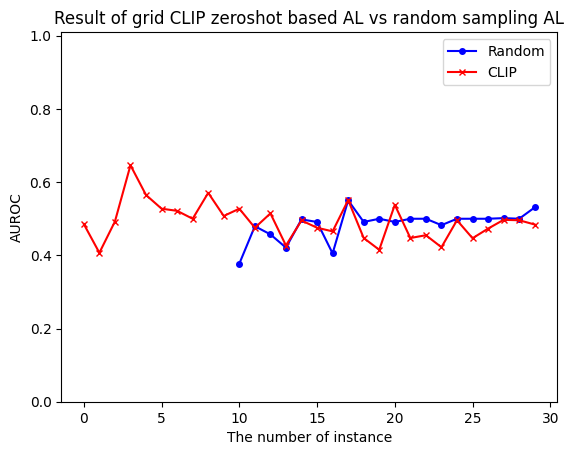 Result of grid CLIP zeroshot based AL vs random sampling AL
Random
CLIP
AUROC
1.0
0.8
0.6
0.4
0.2
0.0
0 5 10 15 20 25 30
The number of instance